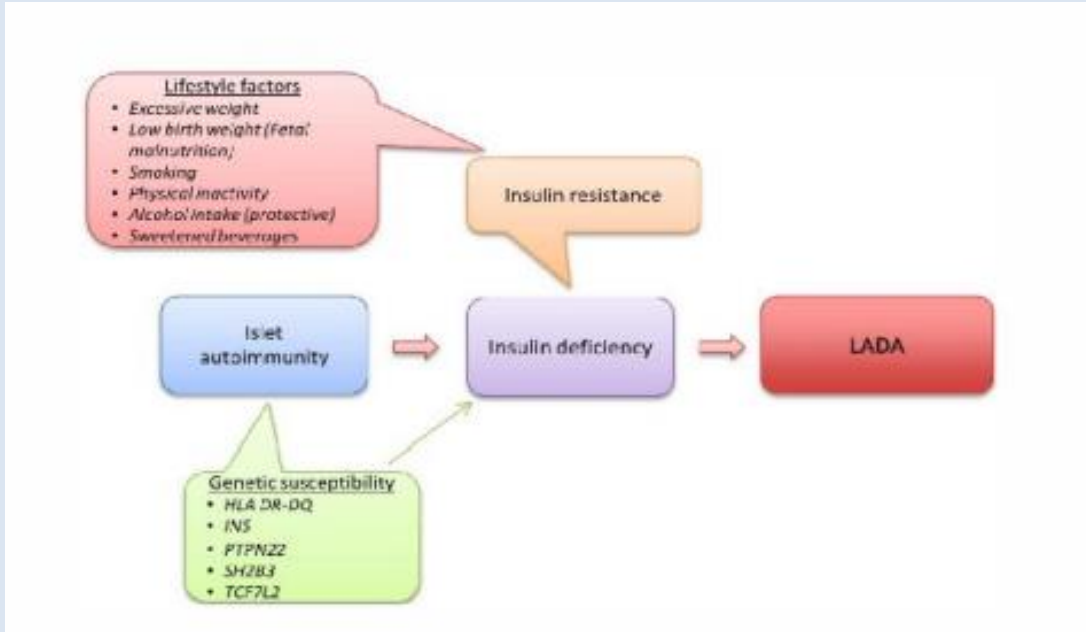 Lifestyle factors
• Excessive weight
• Low birth weight (Fetal
malnutrition)
• Smoking
• Physical inactivity
• Alcohol intake (protective)
• Sweetened beverages
Insulin resistance
Islet
autoimmunity
Insulin deficiency
LADA
Genetic susceptibility
• HLA DR-DQ
• INS
• PTPN22
• SH2B3
• TCF7L2